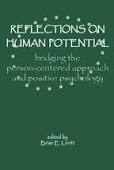 REFLECTIONS ON
HUMAN POTENTIAL
bridging the
person-centered approach
and positive psychology
edited by
Brian E. Levitt